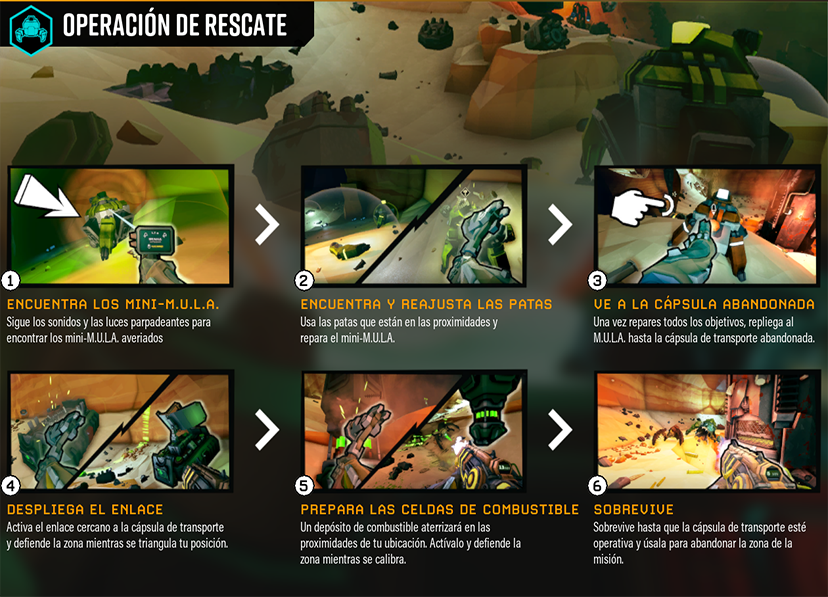 OPERACIÓN DE RESCATE
1
ENCUENTRA LOS MINI-M.U.L.A.
Sigue los sonidos y las luces parpadeantes para
encontrar los mini-M.U.L.A. averiados
2
ENCUENTRA Y REAJUSTA LAS PATAS
Usa las patas que están en las proximidades y
repara el mini-M.U.L.A.
3
VE A LA CÁPSULA ABANDONADA
Una vez repares todos los objetivos, repliega al
M.U.L.A. hasta la cápsula de transporte abandonada.
4
DESPLIEGA EL ENLACE
Activa el enlace cercano a la cápsula de transporte
y defiende la zona mientras se triangula tu posición.
5
PREPARA LAS CELDAS DE COMBUSTIBLE
Un depósito de combustible aterrizará en las
proximidades de tu ubicación. Actívalo y defiende la
zona mientras se calibra.
6
SOBREVIVE
Sobrevive hasta que la cápsula de transporte esté
operativa y úsala para abandonar la zona de la
misión.